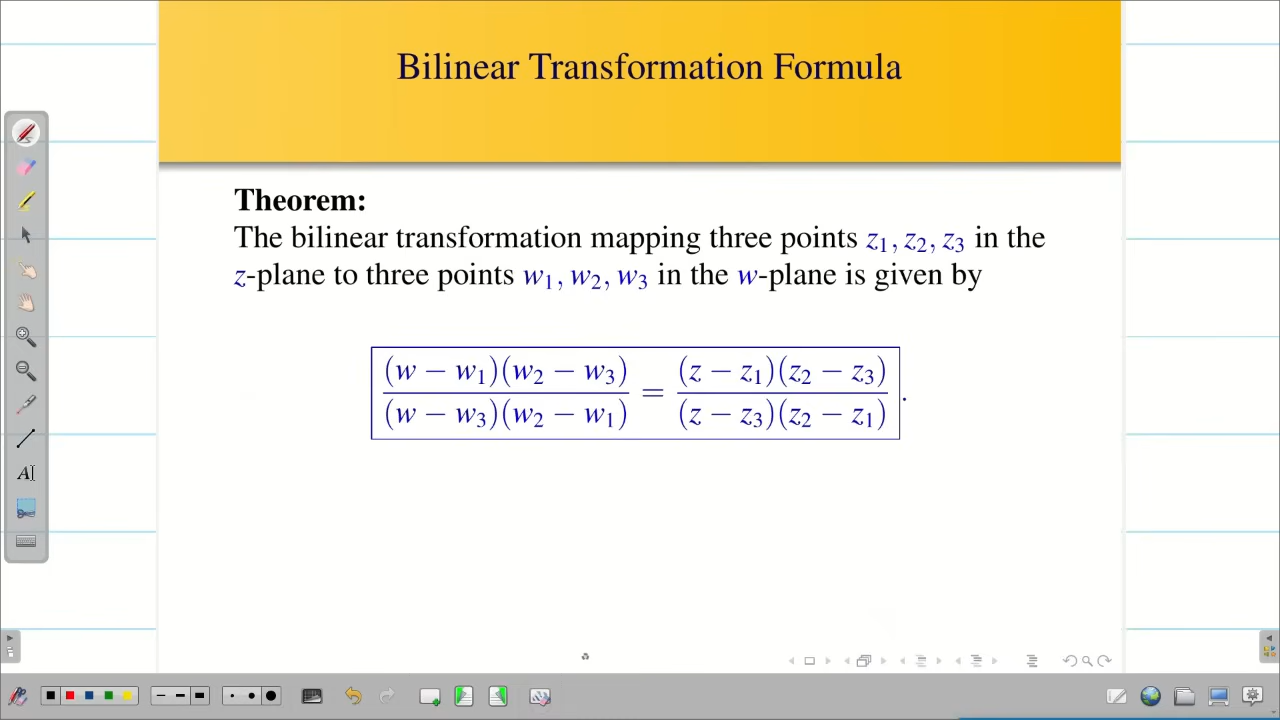 Bilinear Transformation Formula
Theorem:
The bilinear transformation mapping three points z₁, z₂, z₃ in the
z-plane to three points w₁, w₂, w₃ in the w-plane is given by
(w − w₁)(w₂ − w₃) / (w − w₃)(w₂ − w₁) = (z − z₁)(z₂ − z₃) / (z − z₃)(z₂ − z₁).